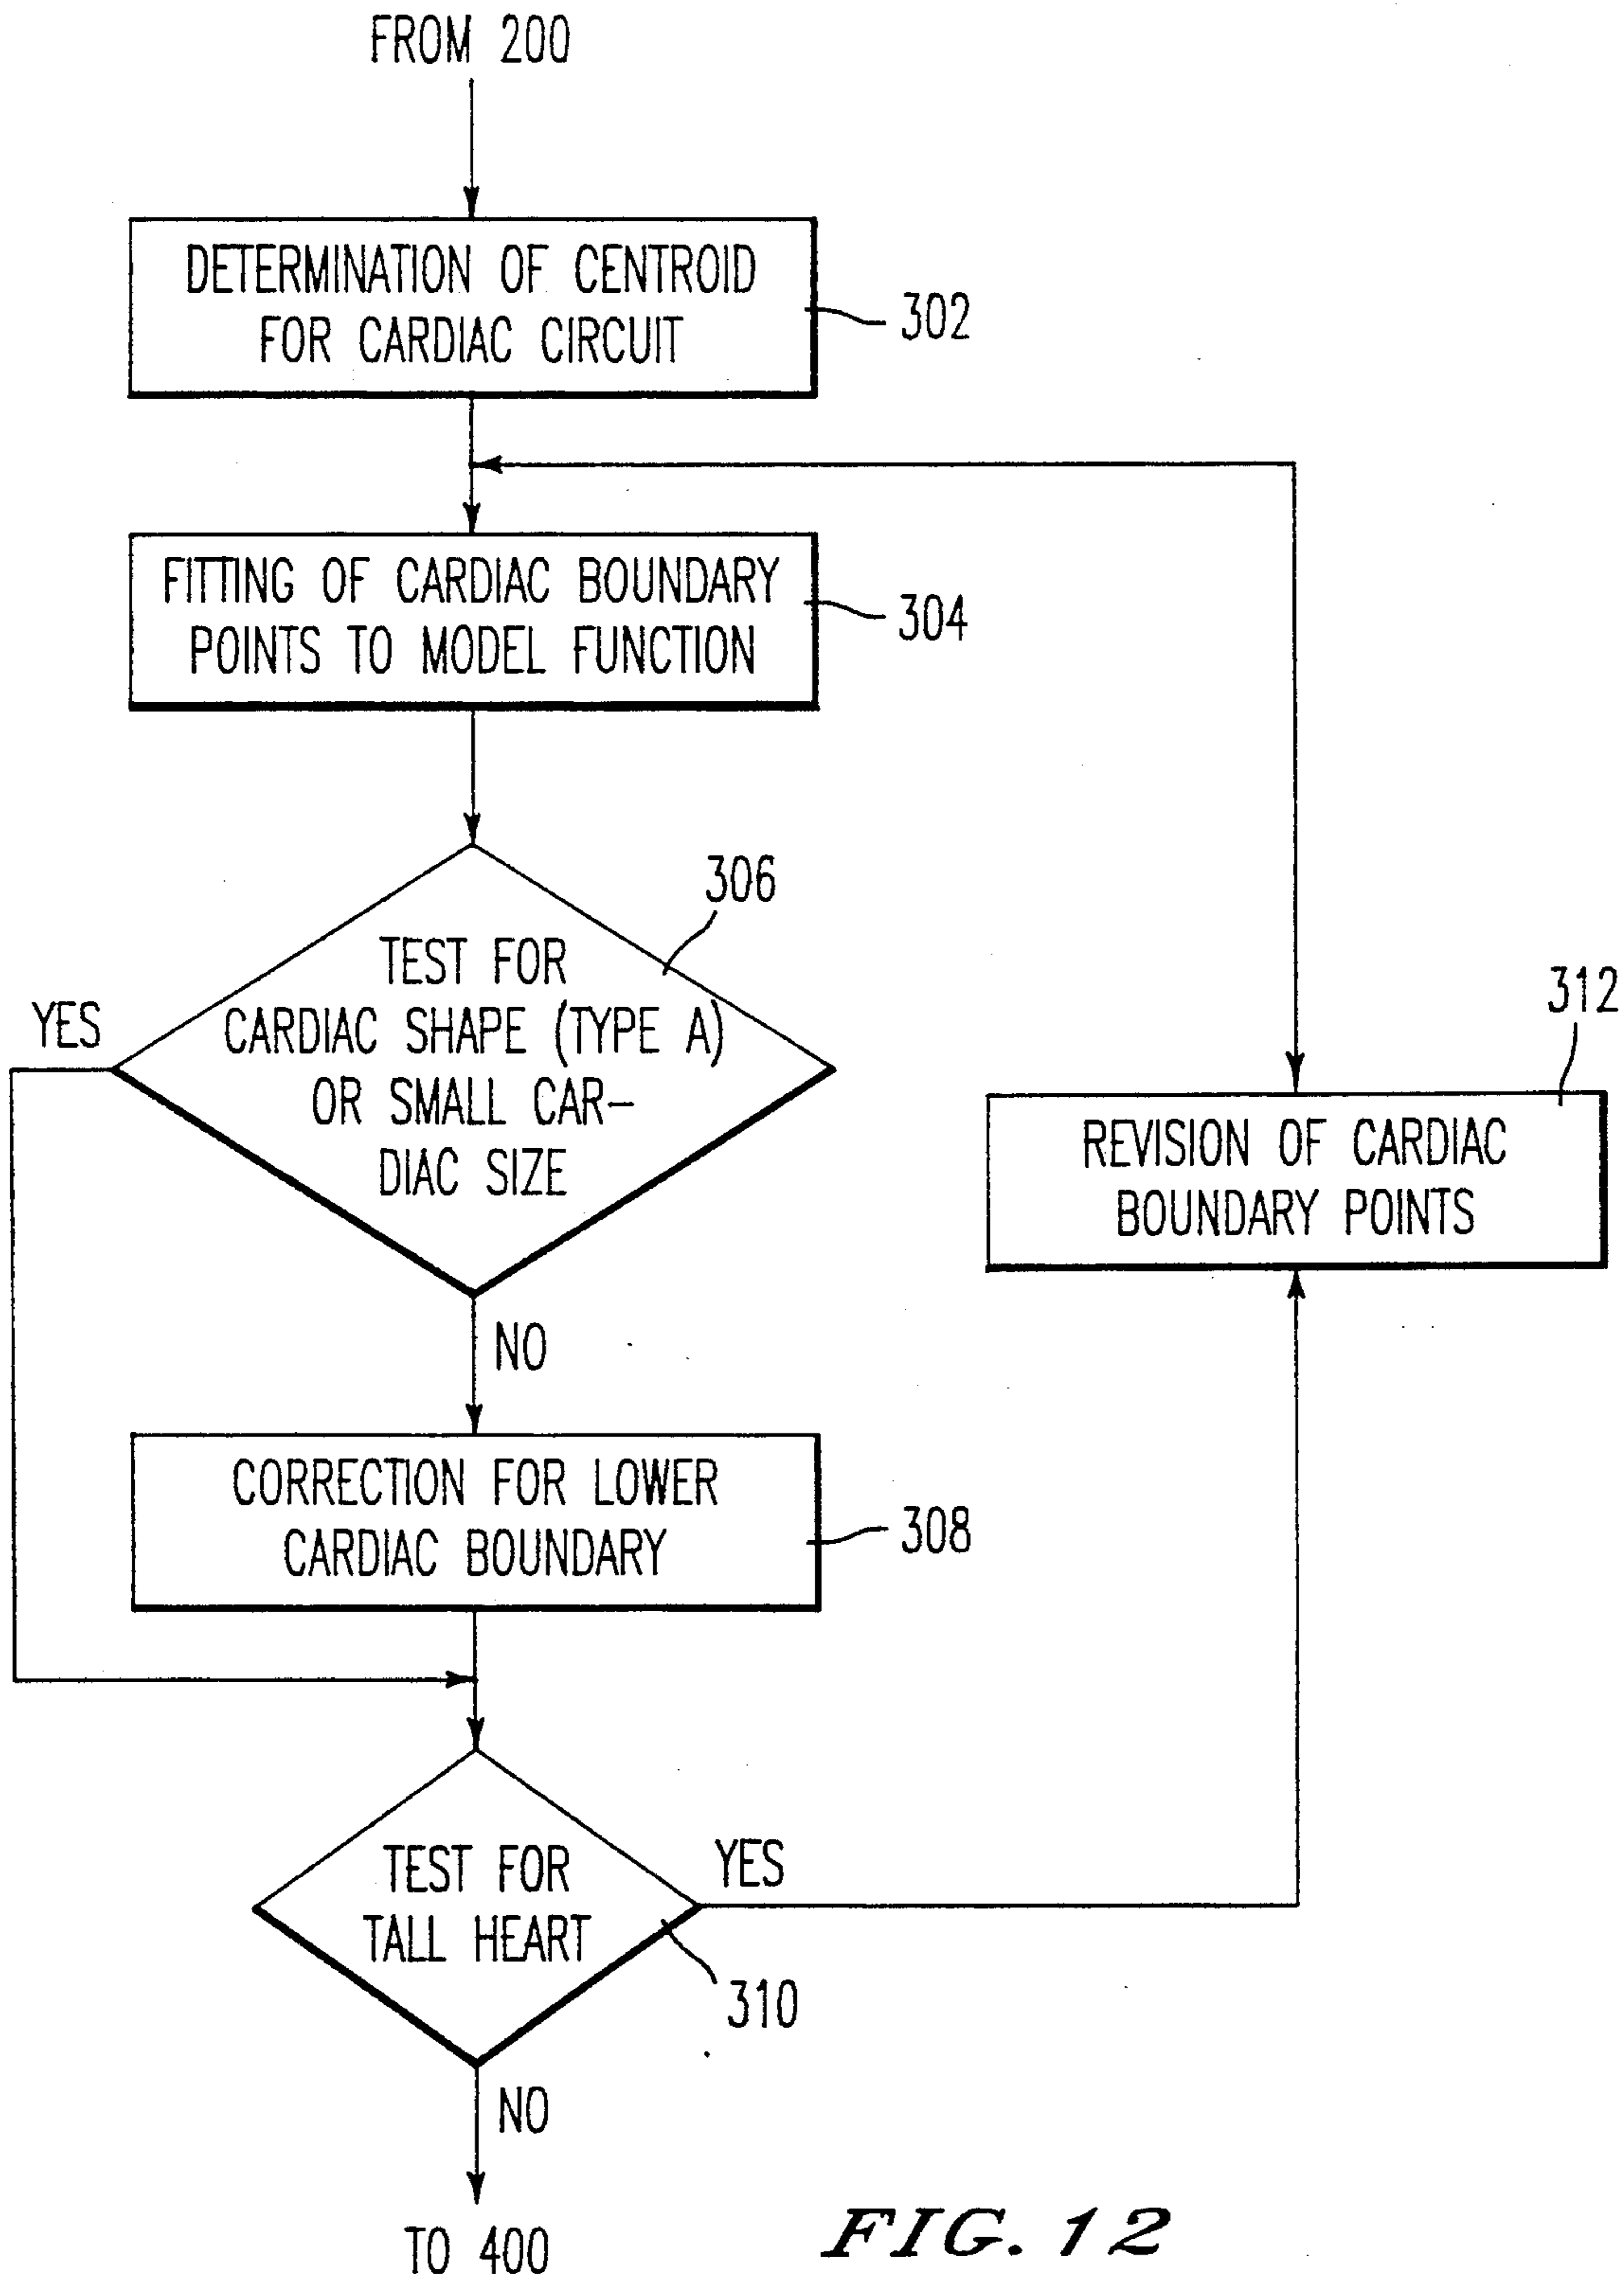 FROM 200
DETERMINATION OF CENTROID
FOR CARDIAC CIRCUIT
302
FITTING OF CARDIAC BOUNDARY
POINTS TO MODEL FUNCTION
304
306
TEST FOR
CARDIAC SHAPE (TYPE A)
OR SMALL CAR-
DIAC SIZE
YES
NO
312
REVISION OF CARDIAC
BOUNDARY POINTS
CORRECTION FOR LOWER
CARDIAC BOUNDARY
308
TEST FOR
TALL HEART
YES
310
NO
TO 400
FIG. 12